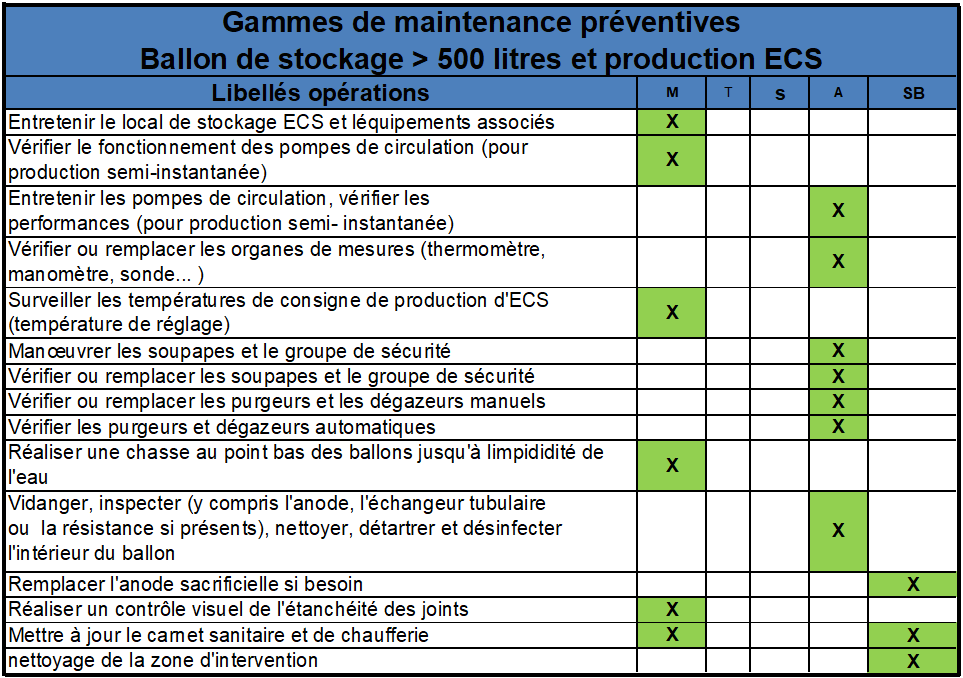 Gammes de maintenance préventives
Ballon de stockage > 500 litres et production ECS
Libellés opérations M T s A SB
Entretenir le local de stockage ECS et léquipements associés X
Vérifier le fonctionnement des pompes de circulation (pour
production semi-instantanée) X
Entretenir les pompes de circulation, vérifier les
performances (pour production semi- instantanée) X
Vérifier ou remplacer les organes de mesures (thermomètre,
manomètre, sonde... ) X
Surveiller les températures de consigne de production d'ECS
(température de réglage) X
Manœuvrer les soupapes et le groupe de sécurité X
Vérifier ou remplacer les soupapes et le groupe de sécurité X
Vérifier ou remplacer les purgeurs et les dégazeurs manuels X
Vérifier les purgeurs et dégazeurs automatiques X
Réaliser une chasse au point bas des ballons jusqu'à limpididité de
l'eau X
Vidanger, inspecter (y compris l'anode, l'échangeur tubulaire
ou la résistance si présents), nettoyer, détartrer et désinfecter
l'intérieur du ballon X
Remplacer l'anode sacrificielle si besoin X
Réaliser un contrôle visuel de l'étanchéité des joints X
Mettre à jour le carnet sanitaire et de chaufferie X X
nettoyage de la zone d'intervention X